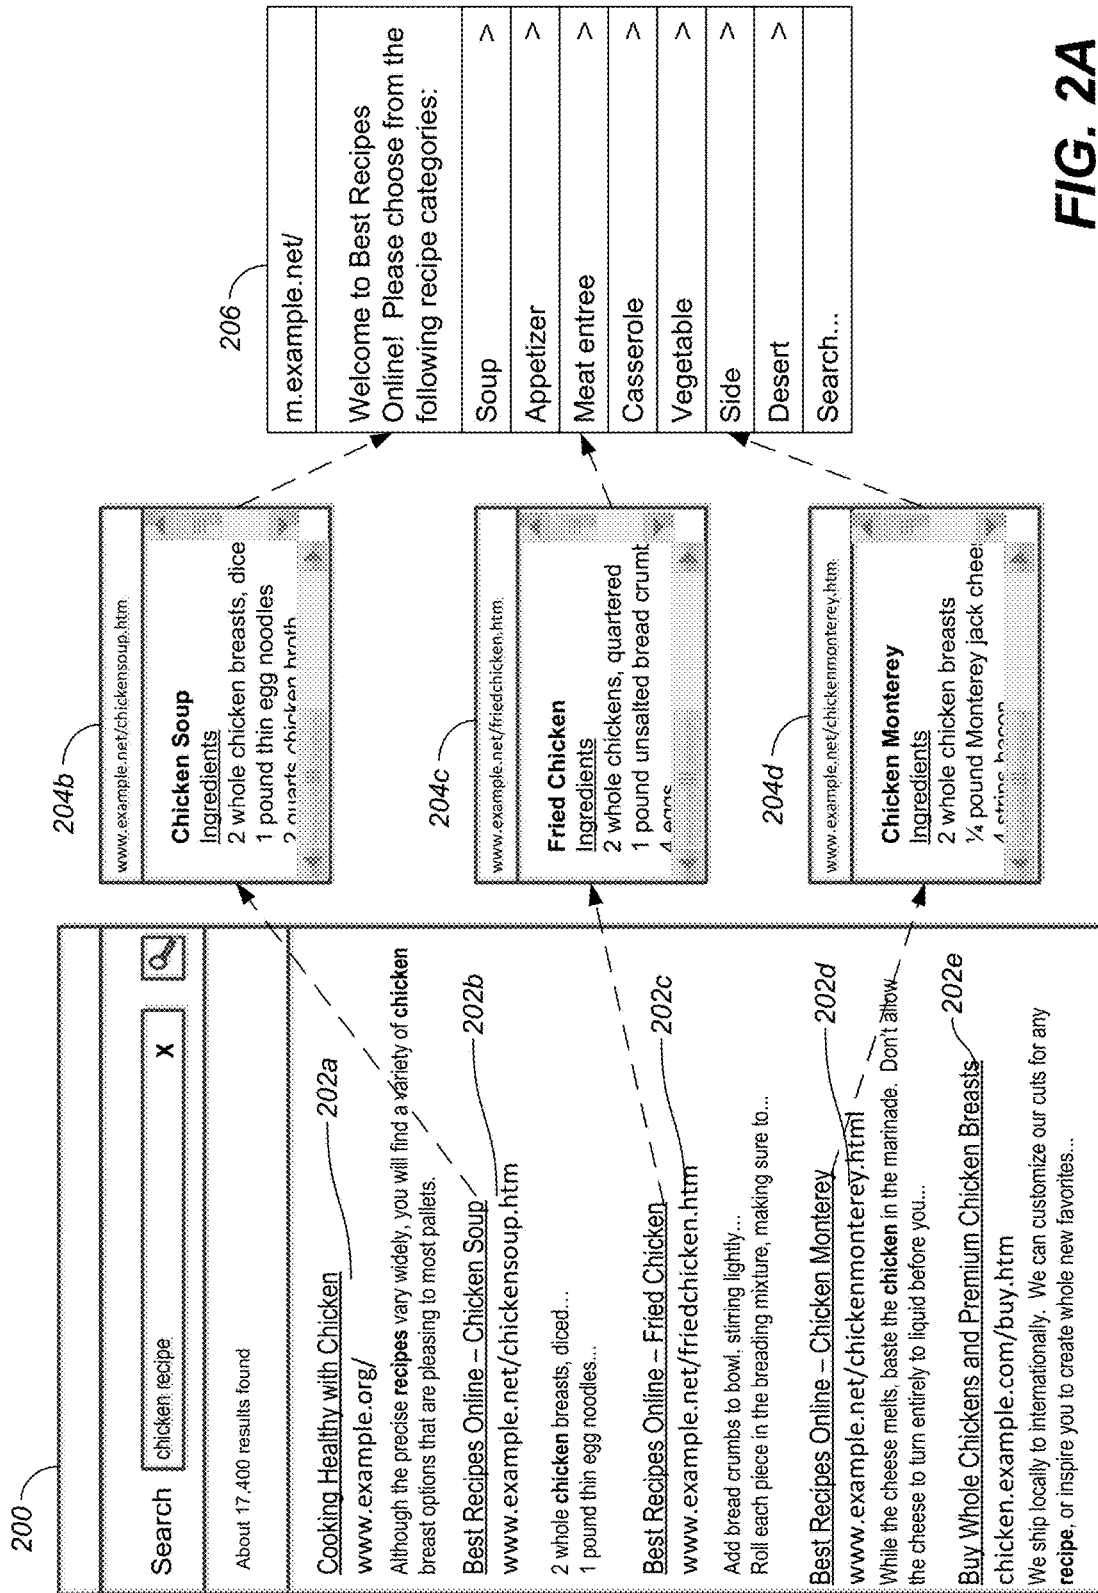 200
Search
chicken recipe
X
About 17,400 results found
Cooking Healthy with Chicken
202a
www.example.org/
Although the precise recipes vary widely, you will find a variety of chicken
breast options that are pleasing to most pallets.
Best Recipes Online – Chicken Soup
202b
www.example.net/chickensoup.htm
2 whole chicken breasts, diced...
1 pound thin egg noodles...
Best Recipes Online – Fried Chicken
202c
www.example.net/friedchicken.htm
Add bread crumbs to bowl, stirring lightly...
Roll each piece in the breading mixture, making sure to...
Best Recipes Online – Chicken Monterey
202d
www.example.net/chickenmonterey.html
While the cheese melts, baste the chicken in the marinade. Don't allow
the cheese to turn entirely to liquid before you...
Buy Whole Chickens and Premium Chicken Breasts
202e
chicken.example.com/buy.htm
We ship locally to internationally. We can customize our cuts for any
recipe, or inspire you to create whole new favorites...
204b
www.example.net/chickensoup.htm
Chicken Soup
Ingredients
2 whole chicken breasts, dice
1 pound thin egg noodles
2 quarts chicken broth
204c
www.example.net/friedchicken.htm
Fried Chicken
Ingredients
2 whole chickens, quartered
1 pound unsalted bread crumb
4 eggs
204d
www.example.net/chickenmonterey.htm
Chicken Monterey
Ingredients
2 whole chicken breasts
¼ pound Monterey jack chees
4 strips bacon
206
m.example.net/
Welcome to Best Recipes
Online! Please choose from the
following recipe categories:
Soup >
Appetizer >
Meat entree >
Casserole >
Vegetable >
Side >
Desert >
Search...
FIG. 2A